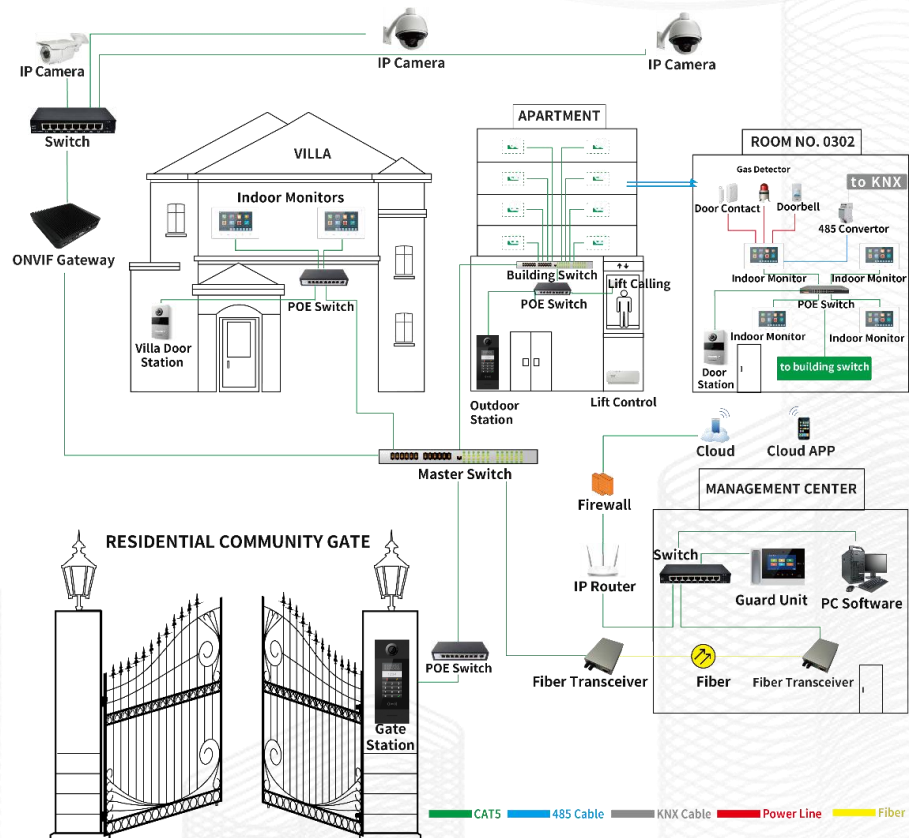 IP Camera
IP Camera
IP Camera
Switch
ONVIF Gateway
VILLA
Indoor Monitors
POE Switch
Villa Door
Station
APARTMENT
Building Switch
POE Switch
Lift Calling
Outdoor
Station
Lift Control
ROOM NO. 0302
Gas Detector
to KNX
Door Contact
Doorbell
485 Convertor
Indoor Monitor
Indoor Monitor
POE Switch
Indoor Monitor
Indoor Monitor
Door
Station
to building switch
Master Switch
Cloud
Cloud APP
Firewall
IP Router
MANAGEMENT CENTER
Switch
Guard Unit
PC Software
Fiber Transceiver
Fiber
Fiber Transceiver
RESIDENTIAL COMMUNITY GATE
POE Switch
Gate
Station
CAT5
485 Cable
KNX Cable
Power Line
Fiber